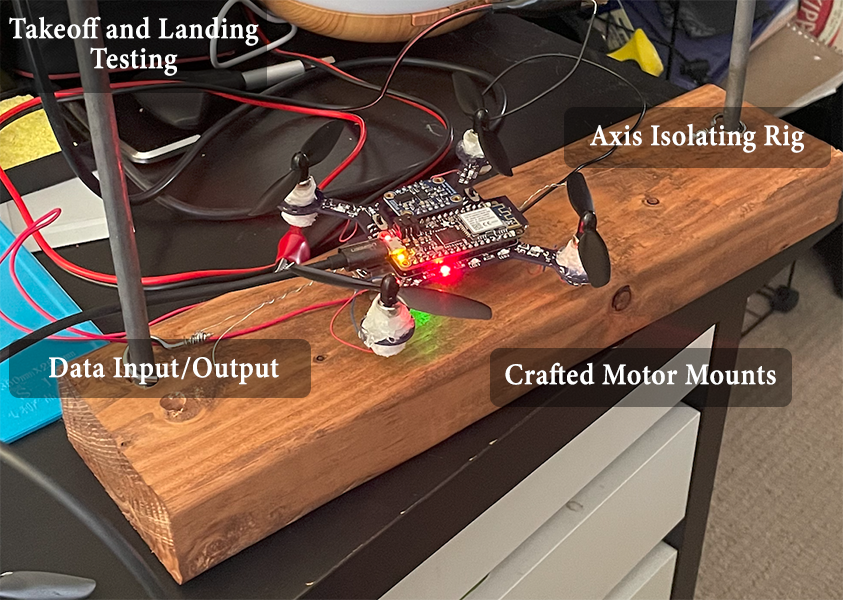 Takeoff and Landing
Testing
Axis Isolating Rig
Data Input/Output
Crafted Motor Mounts